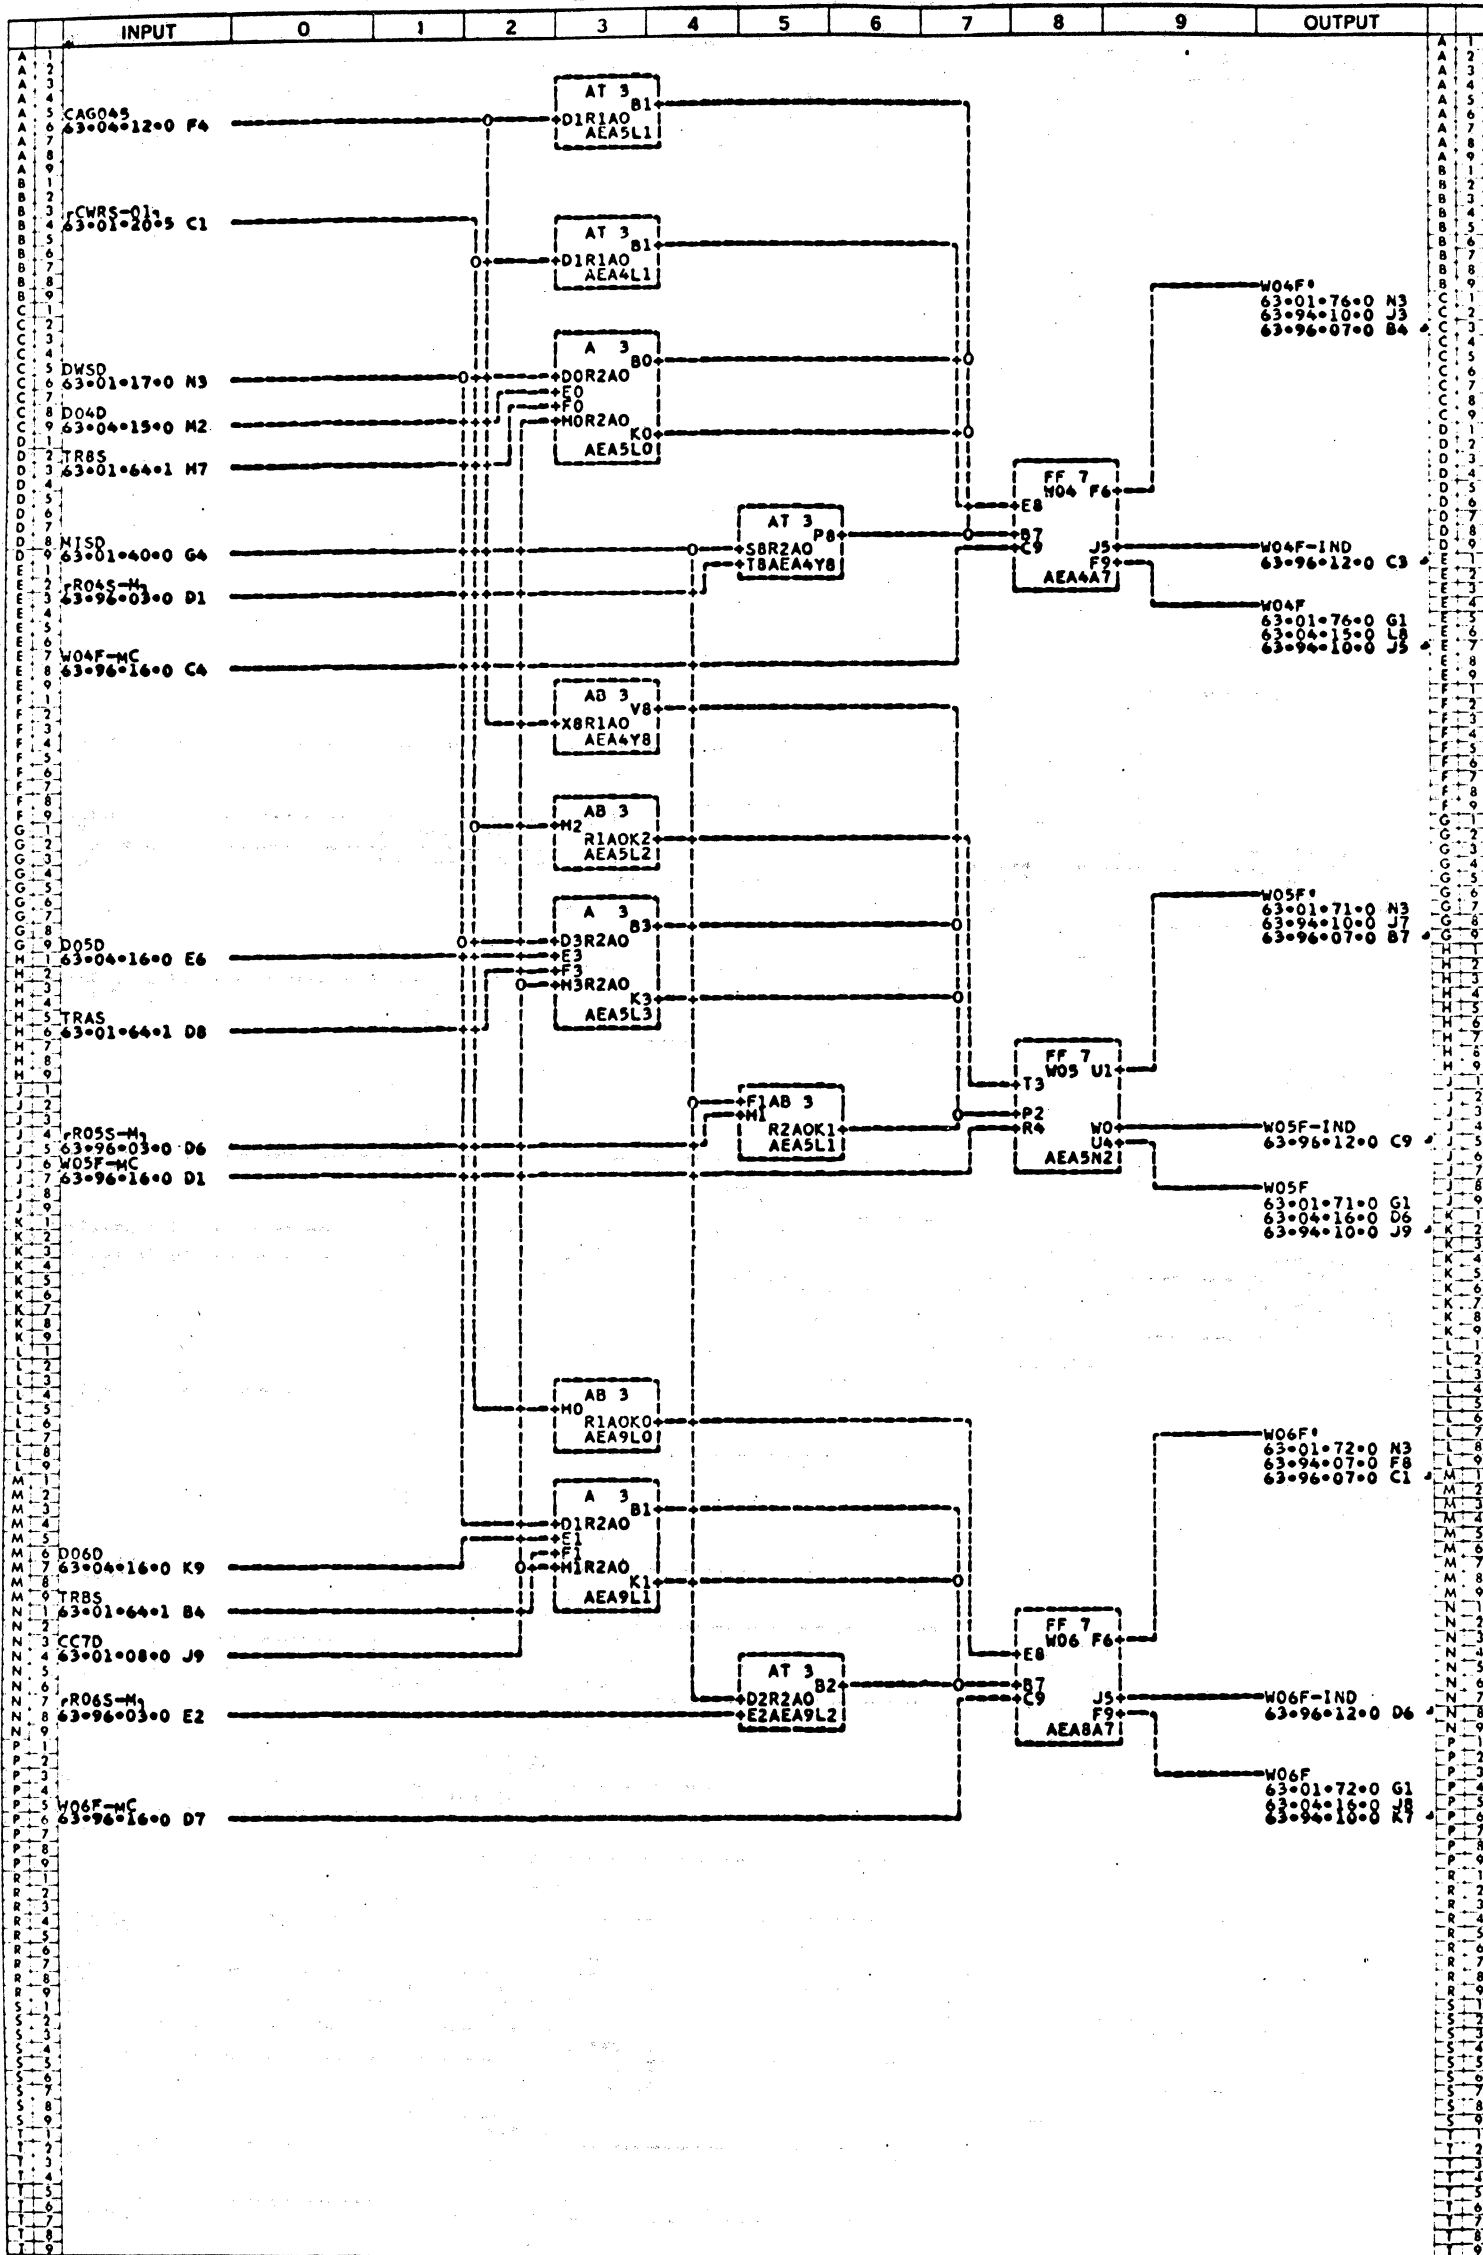 INPUT 0 1 2 3 4 5 6 7 8 9 OUTPUT
AT 3
B1
CAG04S
63•04•12•0 F4
D1R1A0
AEA5L1
CWRS-01
63•01•20•5 C1
AT 3
B1
D1R1A0
AEA4L1
W04F'
63•01•76•0 N3
63•94•10•0 J3
63•96•07•0 B4
A 3
B0
DWSD
63•01•17•0 N3
D0R2A0
E0
F0
D04D
63•04•15•0 M2
H0R2A0
K0
AEA5L0
TR8S
63•01•64•1 H7
FF 7
W04 F6
E8
B7
C9
J5
F9
AEA4A7
AT 3
P8
S8R2A0
T8AEA4Y8
MISD
63•01•40•0 G4
W04F-IND
63•96•12•0 C3
R04S-M
63•96•03•0 D1
W04F
63•01•76•0 G1
63•04•15•0 L8
63•94•10•0 J5
W04F-MC
63•96•16•0 C4
AB 3
V8
X8R1A0
AEA4Y8
AB 3
H2
R1A0K2
AEA5L2
W05F'
63•01•71•0 N3
63•94•10•0 J7
63•96•07•0 B7
A 3
B3
D3R2A0
E3
F3
H3R2A0
K3
AEA5L3
D05D
63•04•16•0 E6
TRAS
63•01•64•1 D8
FF 7
W05 U1
T3
P2
R4
W0
U4
AEA5N2
F1AB 3
H1
R2A0K1
AEA5L1
R05S-M
63•96•03•0 D6
W05F-IND
63•96•12•0 C9
W05F-MC
63•96•16•0 D1
W05F
63•01•71•0 G1
63•04•16•0 D6
63•94•10•0 J9
AB 3
H0
R1A0K0
AEA9L0
W06F'
63•01•72•0 N3
63•94•07•0 F8
63•96•07•0 C1
A 3
B1
D1R2A0
E1
F1
H1R2A0
K1
AEA9L1
D06D
63•04•16•0 K9
TRBS
63•01•64•1 B4
CC7D
63•01•08•0 J9
FF 7
W06 F6
E8
B7
C9
J5
F9
AEA8A7
AT 3
B2
D2R2A0
E2AEA9L2
R06S-M
63•96•03•0 E2
W06F-IND
63•96•12•0 D6
W06F
63•01•72•0 G1
63•04•16•0 J8
63•94•10•0 K7
W06F-MC
63•96•16•0 D7